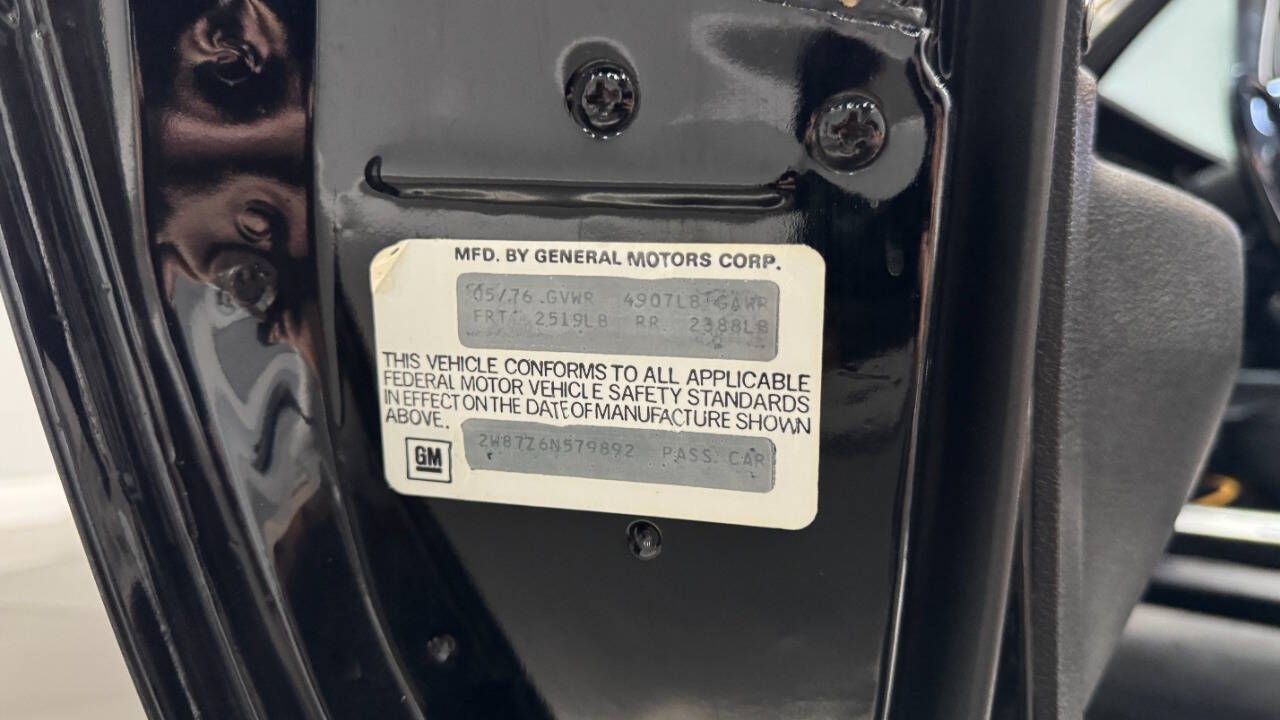 MFD. BY GENERAL MOTORS CORP.
05/76 GVWR 4907LB GAWR
FRT 2519LB RR 2388LB
THIS VEHICLE CONFORMS TO ALL APPLICABLE
FEDERAL MOTOR VEHICLE SAFETY STANDARDS
IN EFFECT ON THE DATE OF MANUFACTURE SHOWN
ABOVE.
2W87Z6N579892 PASS. CAR
GM